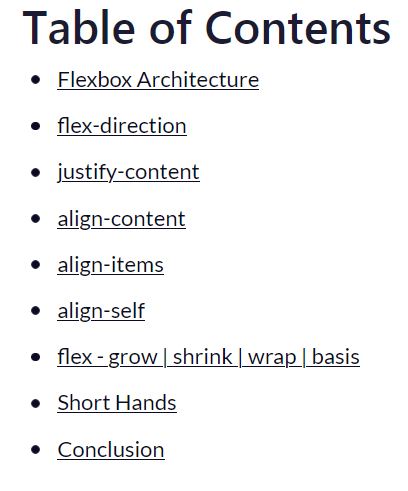 Table of Contents
Flexbox Architecture
flex-direction
justify-content
align-content
align-items
align-self
flex - grow | shrink | wrap | basis
Short Hands
Conclusion